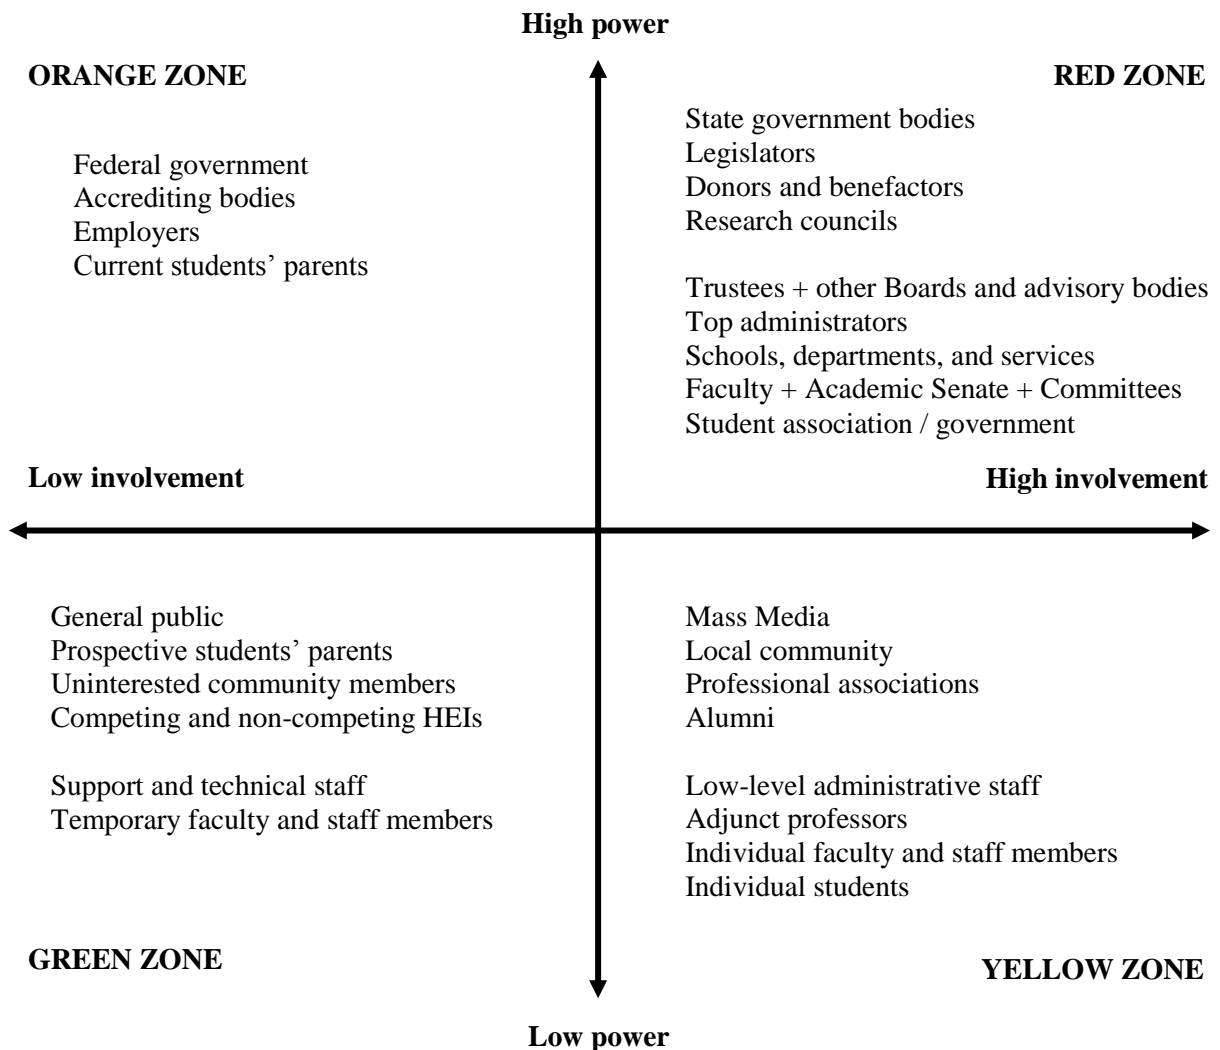 High power
ORANGE ZONE
RED ZONE
Federal government
Accrediting bodies
Employers
Current students’ parents
State government bodies
Legislators
Donors and benefactors
Research councils
Trustees + other Boards and advisory bodies
Top administrators
Schools, departments, and services
Faculty + Academic Senate + Committees
Student association / government
Low involvement
High involvement
General public
Prospective students’ parents
Uninterested community members
Competing and non-competing HEIs
Support and technical staff
Temporary faculty and staff members
Mass Media
Local community
Professional associations
Alumni
Low-level administrative staff
Adjunct professors
Individual faculty and staff members
Individual students
GREEN ZONE
YELLOW ZONE
Low power